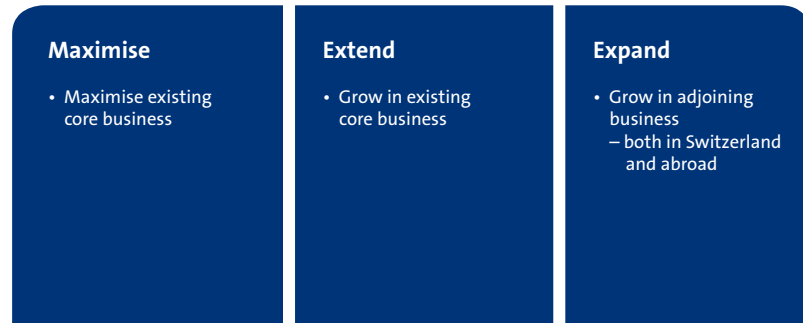 Maximise
• Maximise existing
core business
Extend
• Grow in existing
core business
Expand
• Grow in adjoining
business
– both in Switzerland
and abroad